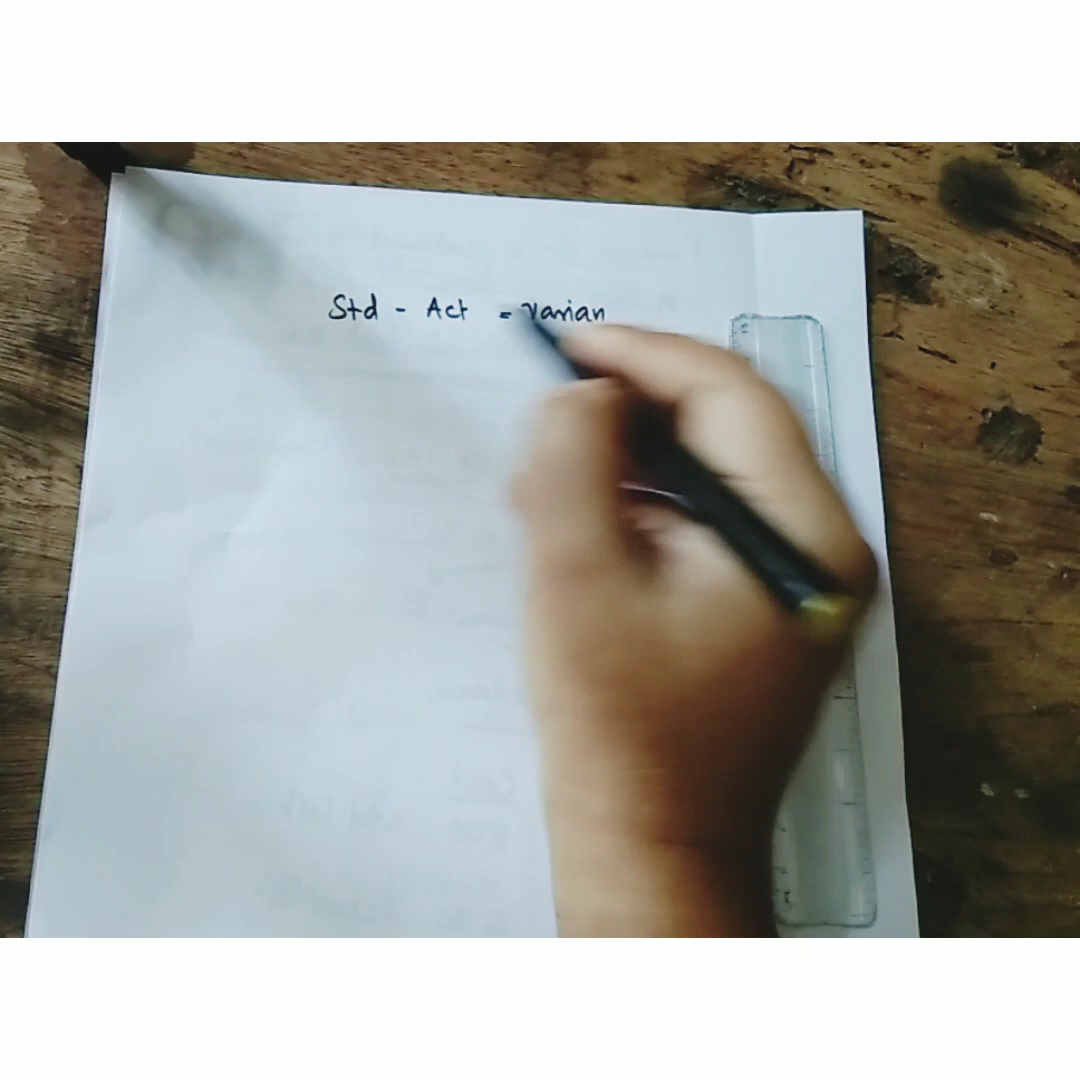 Std - Act = varian